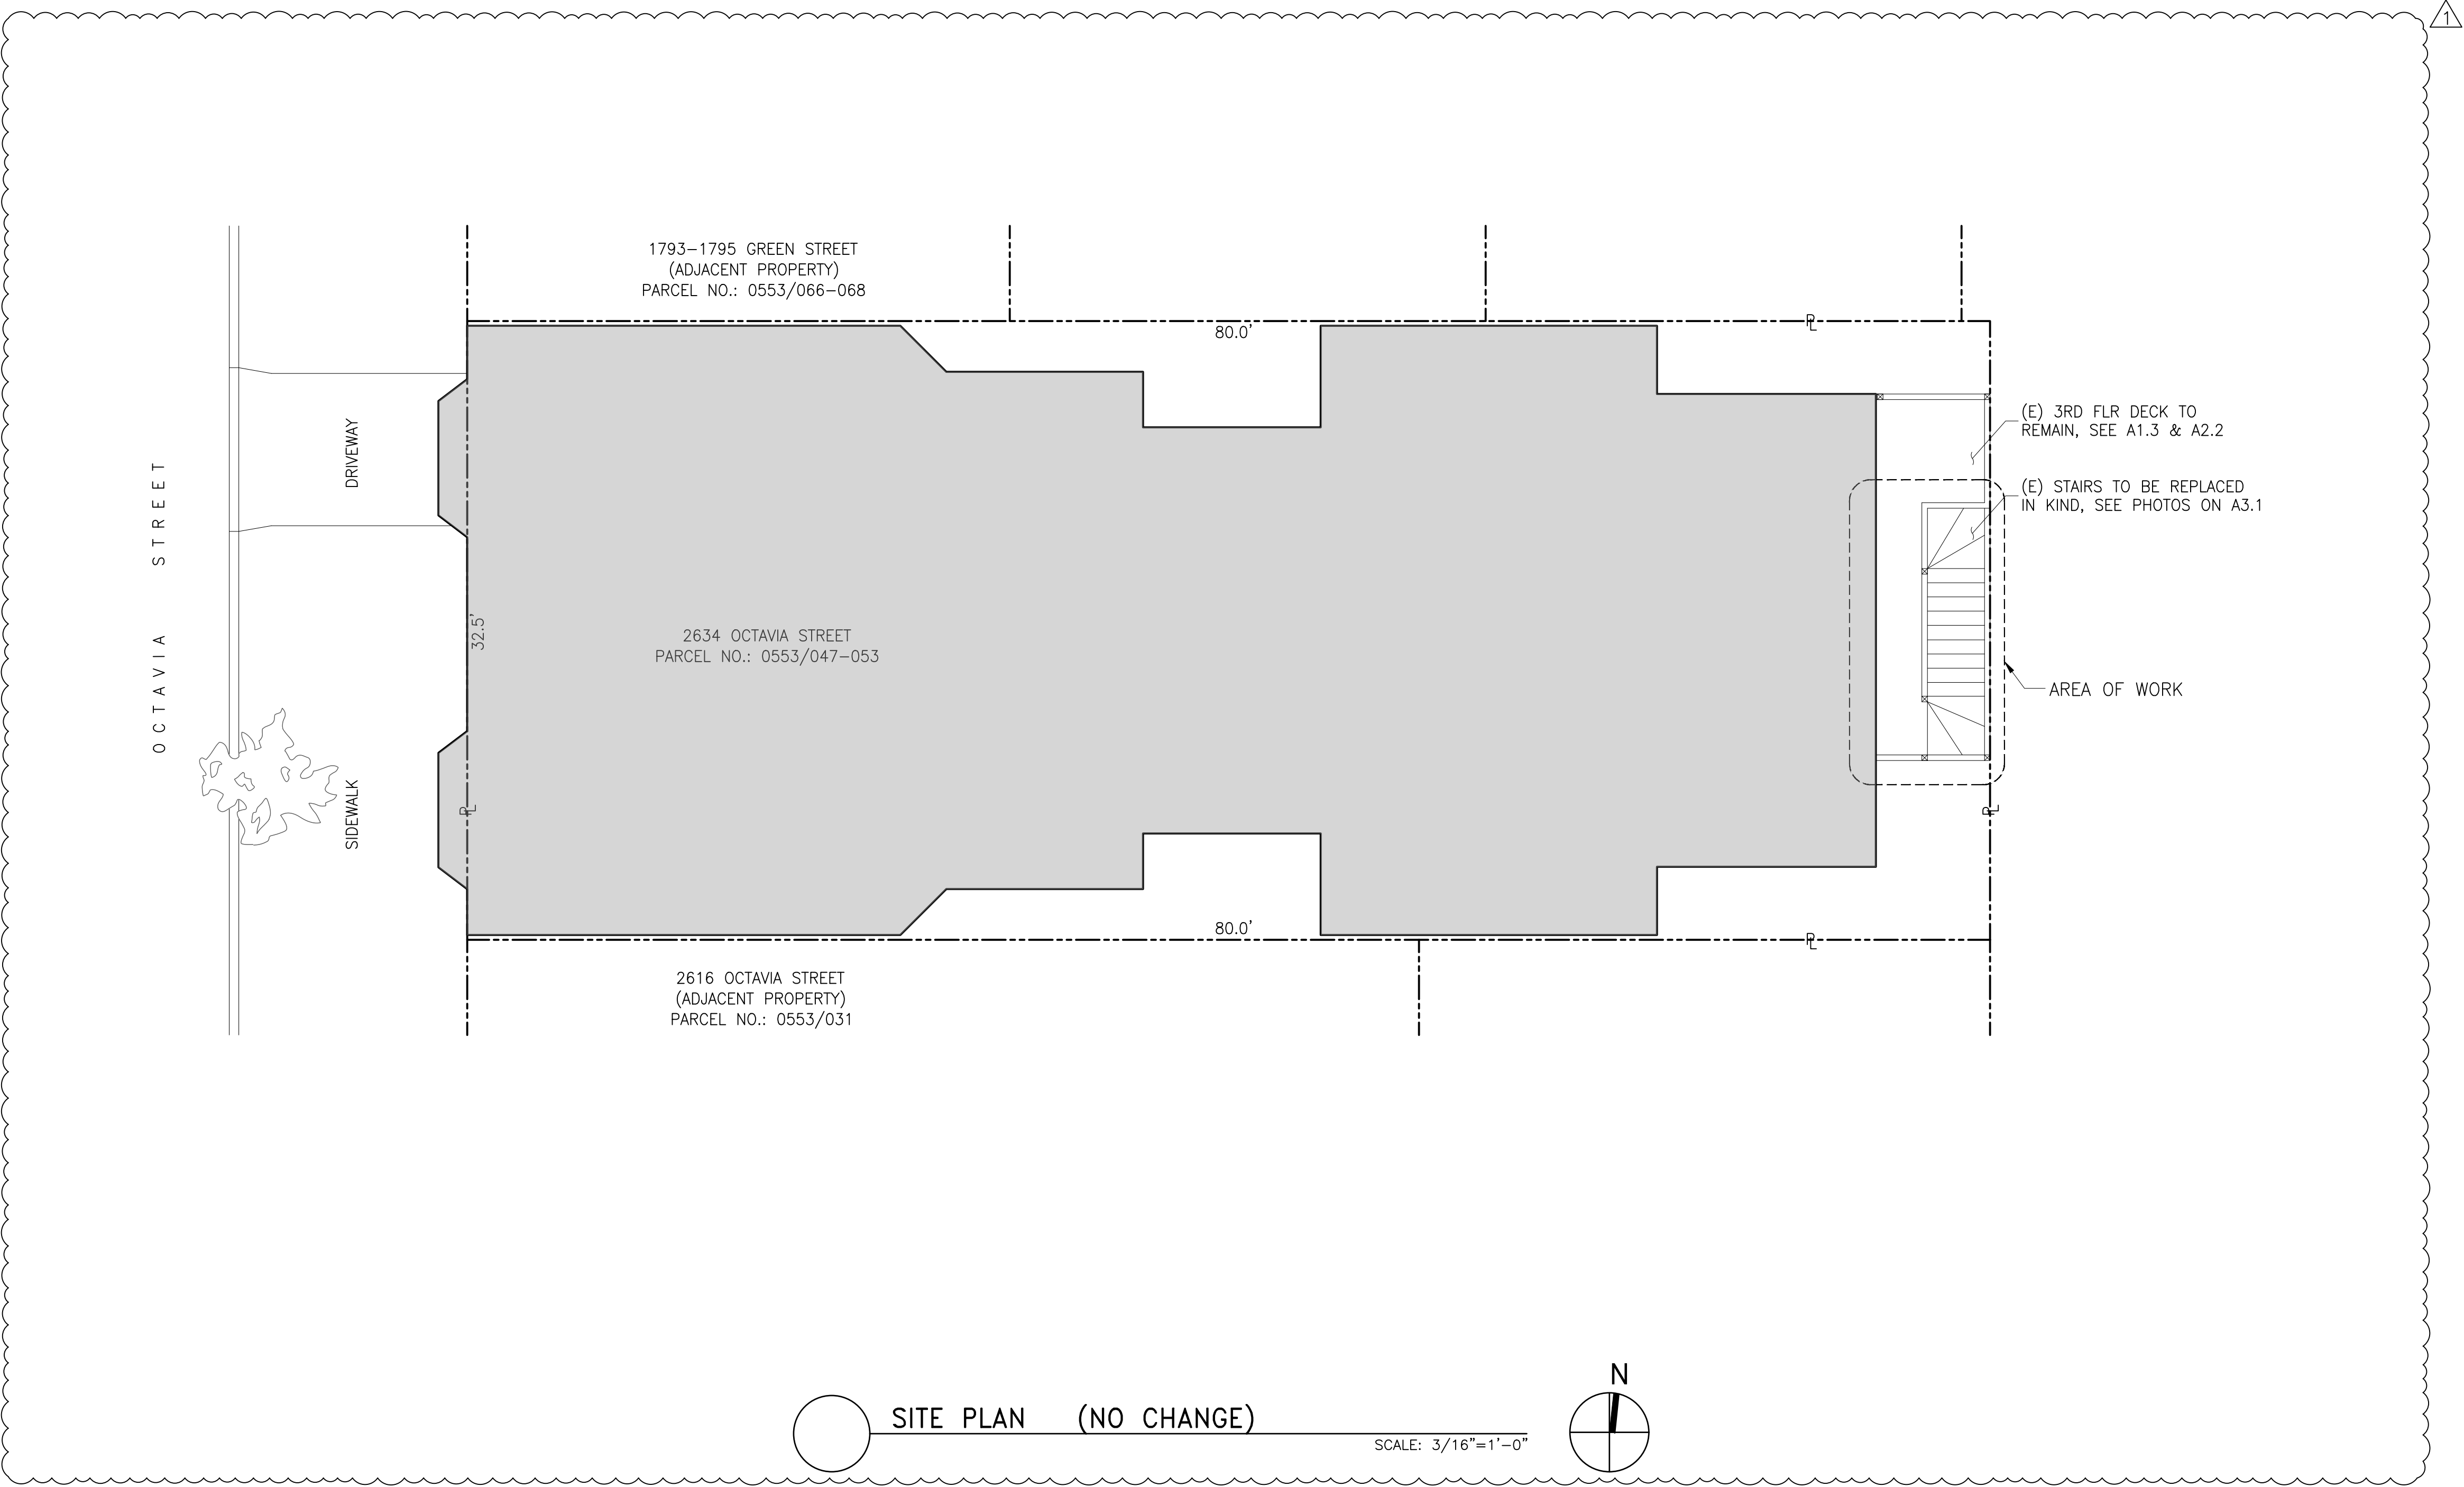 1
1793-1795 GREEN STREET
(ADJACENT PROPERTY)
PARCEL NO.: 0553/066-068
80.0'
PL
(E) 3RD FLR DECK TO
REMAIN, SEE A1.3 & A2.2
(E) STAIRS TO BE REPLACED
IN KIND, SEE PHOTOS ON A3.1
DRIVEWAY
OCTAVIA STREET
32.5'
2634 OCTAVIA STREET
PARCEL NO.: 0553/047-053
AREA OF WORK
SIDEWALK
PL
PL
80.0'
PL
2616 OCTAVIA STREET
(ADJACENT PROPERTY)
PARCEL NO.: 0553/031
SITE PLAN (NO CHANGE)
SCALE: 3/16"=1'-0"
N